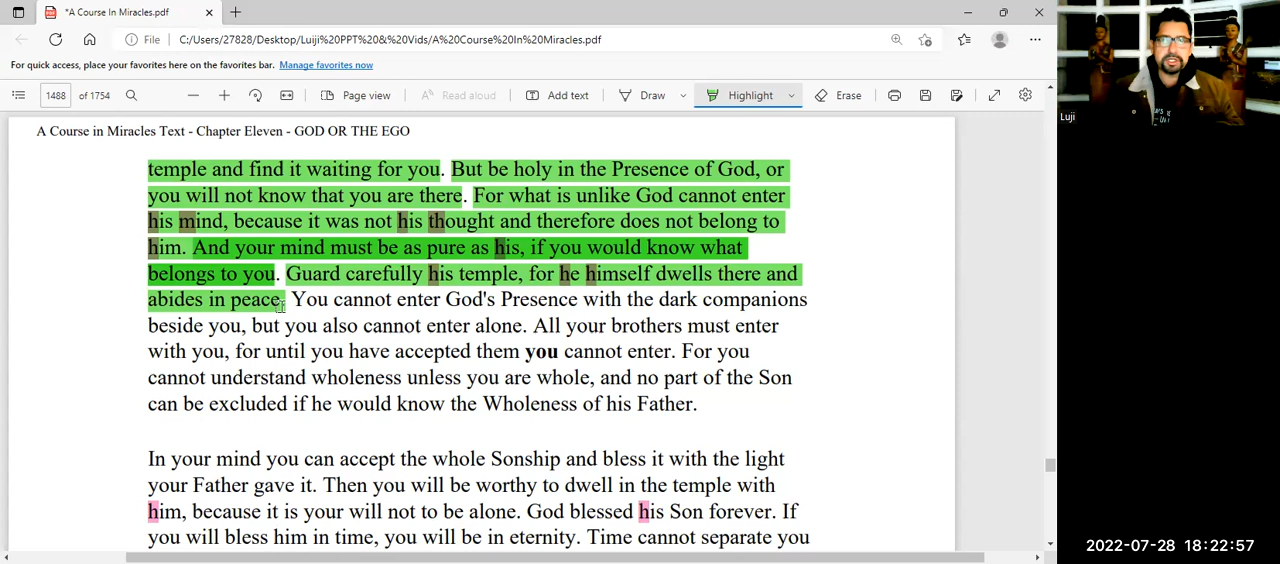 *A Course In Miracles.pdf
File C:/Users/27828/Desktop/Luiji%20PPT%20&%20Vids/A%20Course%20In%20Miracles.pdf
For quick access, place your favorites here on the favorites bar. Manage favorites now
1488 of 1754 Page view Read aloud Add text Draw Highlight Erase
A Course in Miracles Text - Chapter Eleven - GOD OR THE EGO
temple and find it waiting for you. But be holy in the Presence of God, or
you will not know that you are there. For what is unlike God cannot enter
his mind, because it was not his thought and therefore does not belong to
him. And your mind must be as pure as his, if you would know what
belongs to you. Guard carefully his temple, for he himself dwells there and
abides in peace. You cannot enter God's Presence with the dark companions
beside you, but you also cannot enter alone. All your brothers must enter
with you, for until you have accepted them you cannot enter. For you
cannot understand wholeness unless you are whole, and no part of the Son
can be excluded if he would know the Wholeness of his Father.
In your mind you can accept the whole Sonship and bless it with the light
your Father gave it. Then you will be worthy to dwell in the temple with
him, because it is your will not to be alone. God blessed his Son forever. If
you will bless him in time, you will be in eternity. Time cannot separate you
Luji
2022-07-28 18:22:57